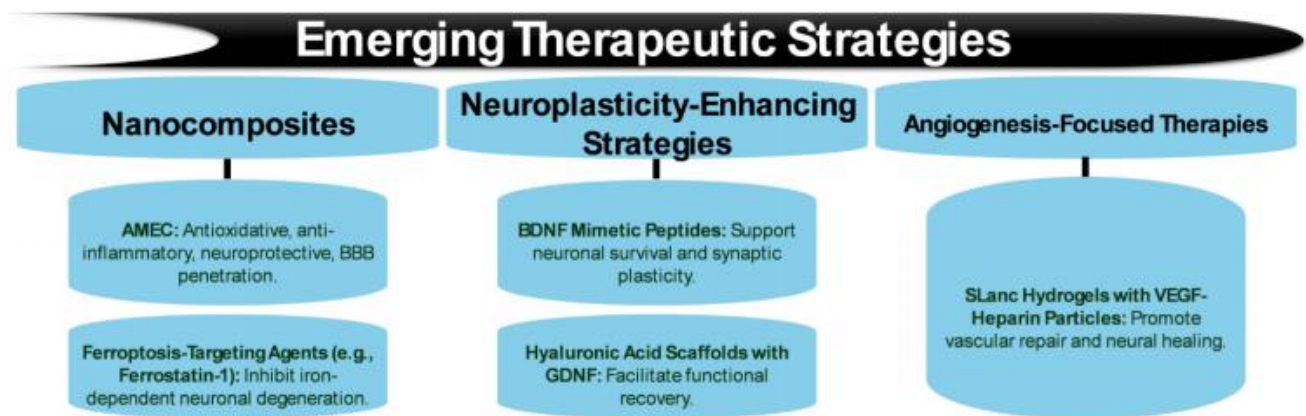 Emerging Therapeutic Strategies
Nanocomposites
AMEC: Antioxidative, anti-
inflammatory, neuroprotective, BBB
penetration.
Ferroptosis-Targeting Agents (e.g.,
Ferrostatin-1): Inhibit iron-
dependent neuronal degeneration.
Neuroplasticity-Enhancing
Strategies
BDNF Mimetic Peptides: Support
neuronal survival and synaptic
plasticity.
Hyaluronic Acid Scaffolds with
GDNF: Facilitate functional
recovery.
Angiogenesis-Focused Therapies
SLanc Hydrogels with VEGF-
Heparin Particles: Promote
vascular repair and neural healing.